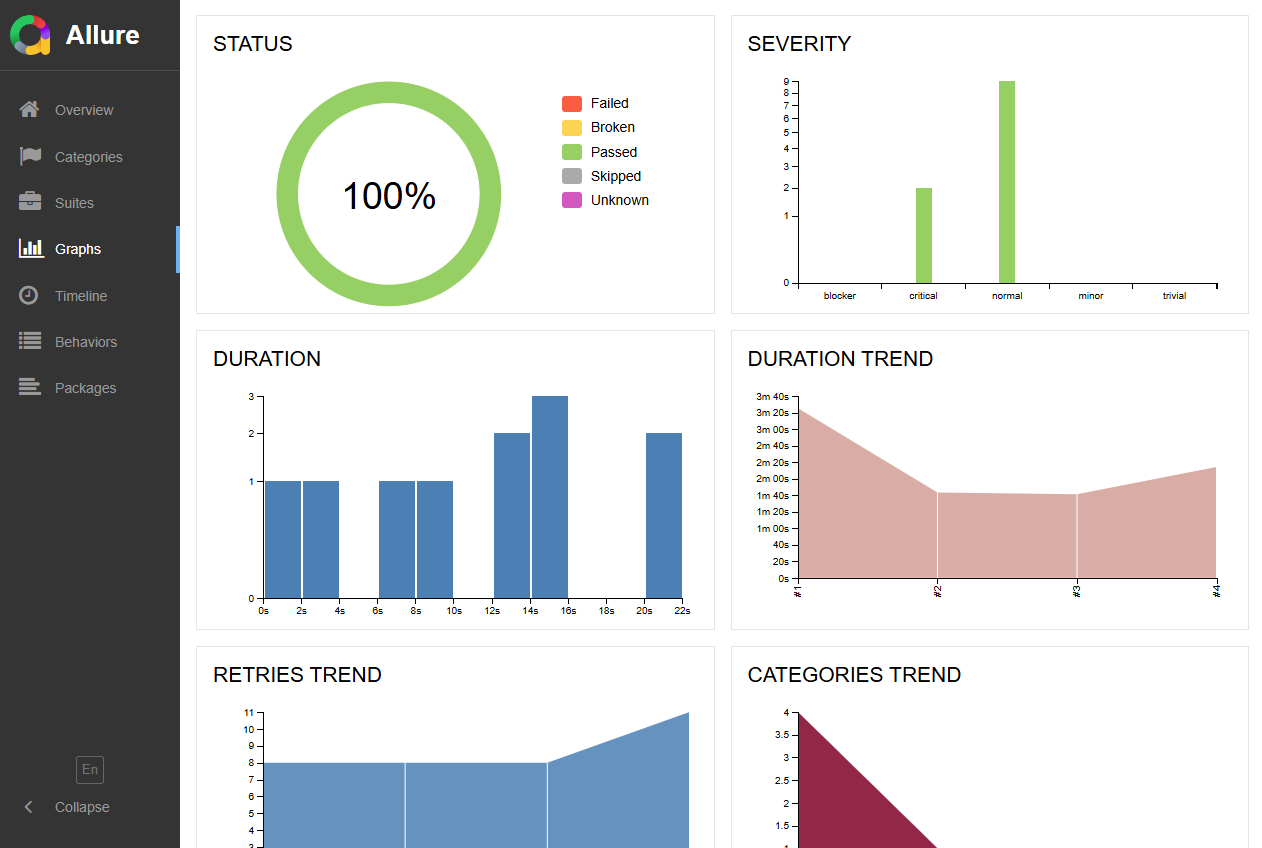 Allure
Overview
Categories
Suites
Graphs
Timeline
Behaviors
Packages
En
Collapse
STATUS
100%
Failed
Broken
Passed
Skipped
Unknown
SEVERITY
9
8
7
6
5
4
3
2
1
0
blocker critical normal minor trivial
DURATION
3
2
1
0
0s 2s 4s 6s 8s 10s 12s 14s 16s 18s 20s 22s
DURATION TREND
3m 40s
3m 20s
3m 00s
2m 40s
2m 20s
2m 00s
1m 40s
1m 20s
1m 00s
40s
20s
0s
#1 #2 #3 #4
RETRIES TREND
11
10
9
8
7
6
5
4
3
CATEGORIES TREND
4
3.5
3
2.5
2
1.5
1